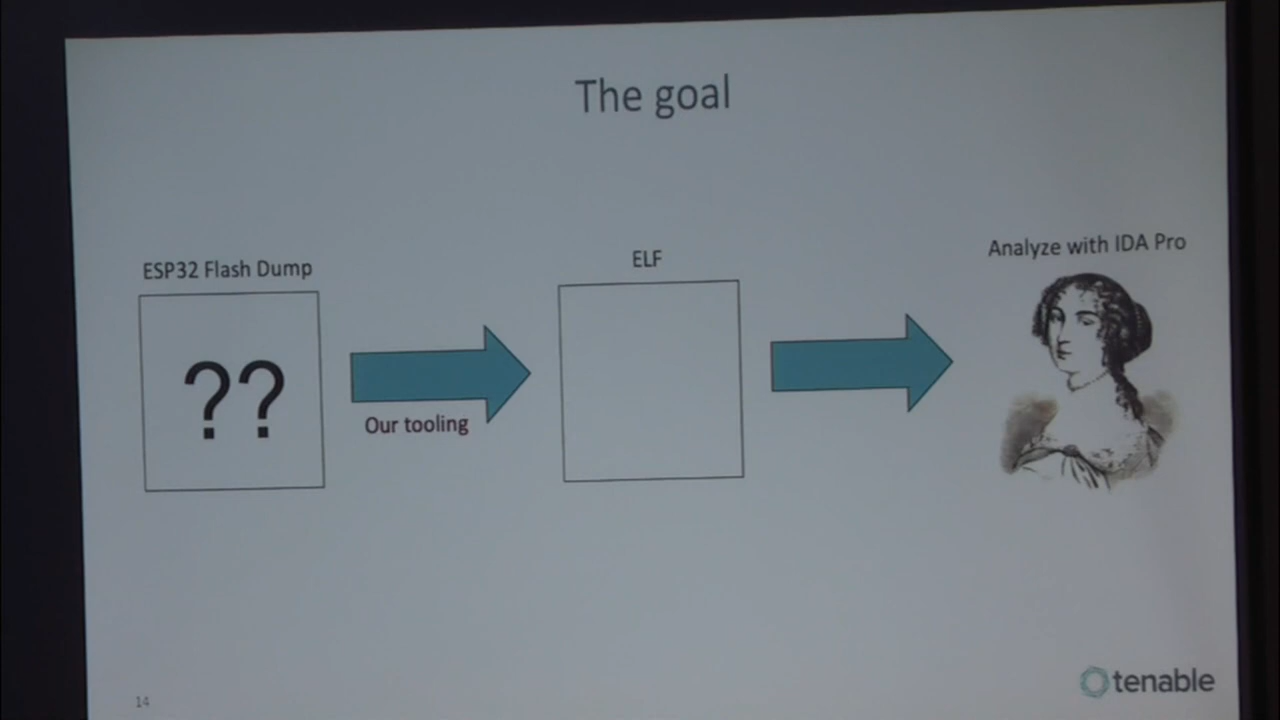 The goal
ESP32 Flash Dump
??
Our tooling
ELF
Analyze with IDA Pro
14
tenable